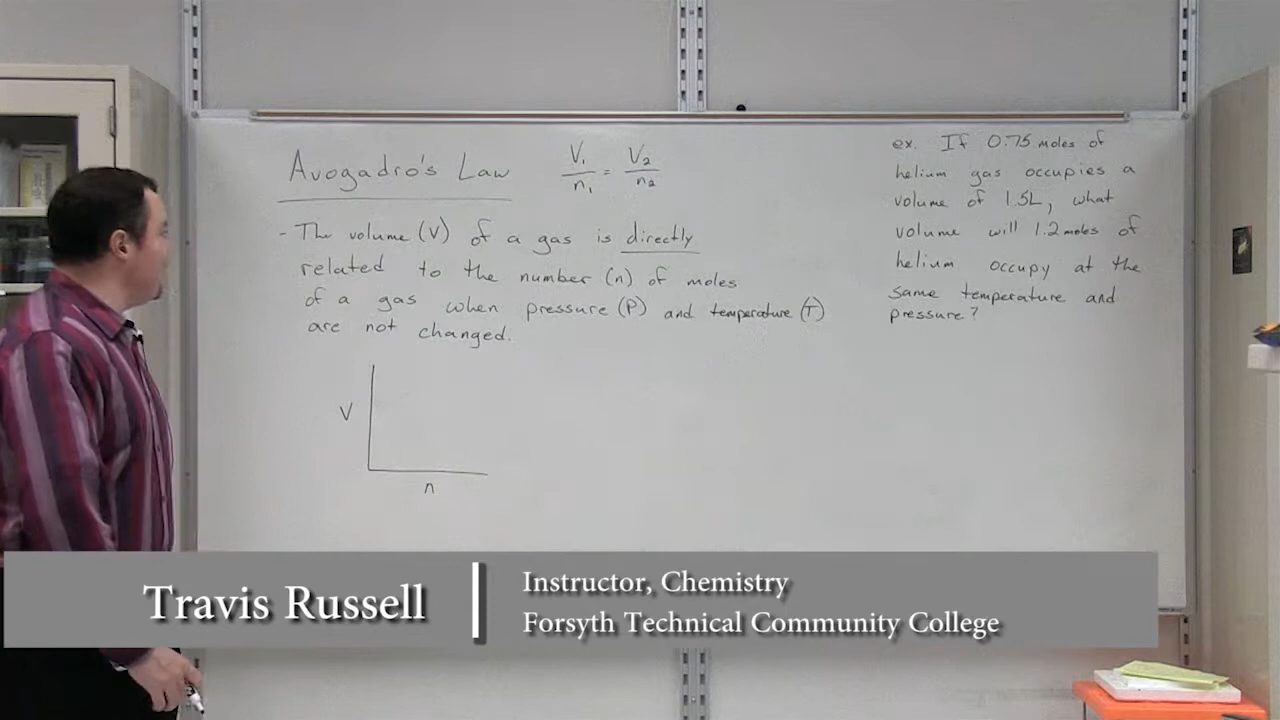 Avogadro's Law
V₁/n₁ = V₂/n₂
- The volume (V) of a gas is directly
related to the number (n) of moles
of a gas when pressure (P) and temperature (T)
are not changed.
V
n
ex. If 0.75 moles of
helium gas occupies a
volume of 1.5L, what
volume will 1.2 moles of
helium occupy at the
same temperature and
pressure?
Travis Russell
Instructor, Chemistry
Forsyth Technical Community College